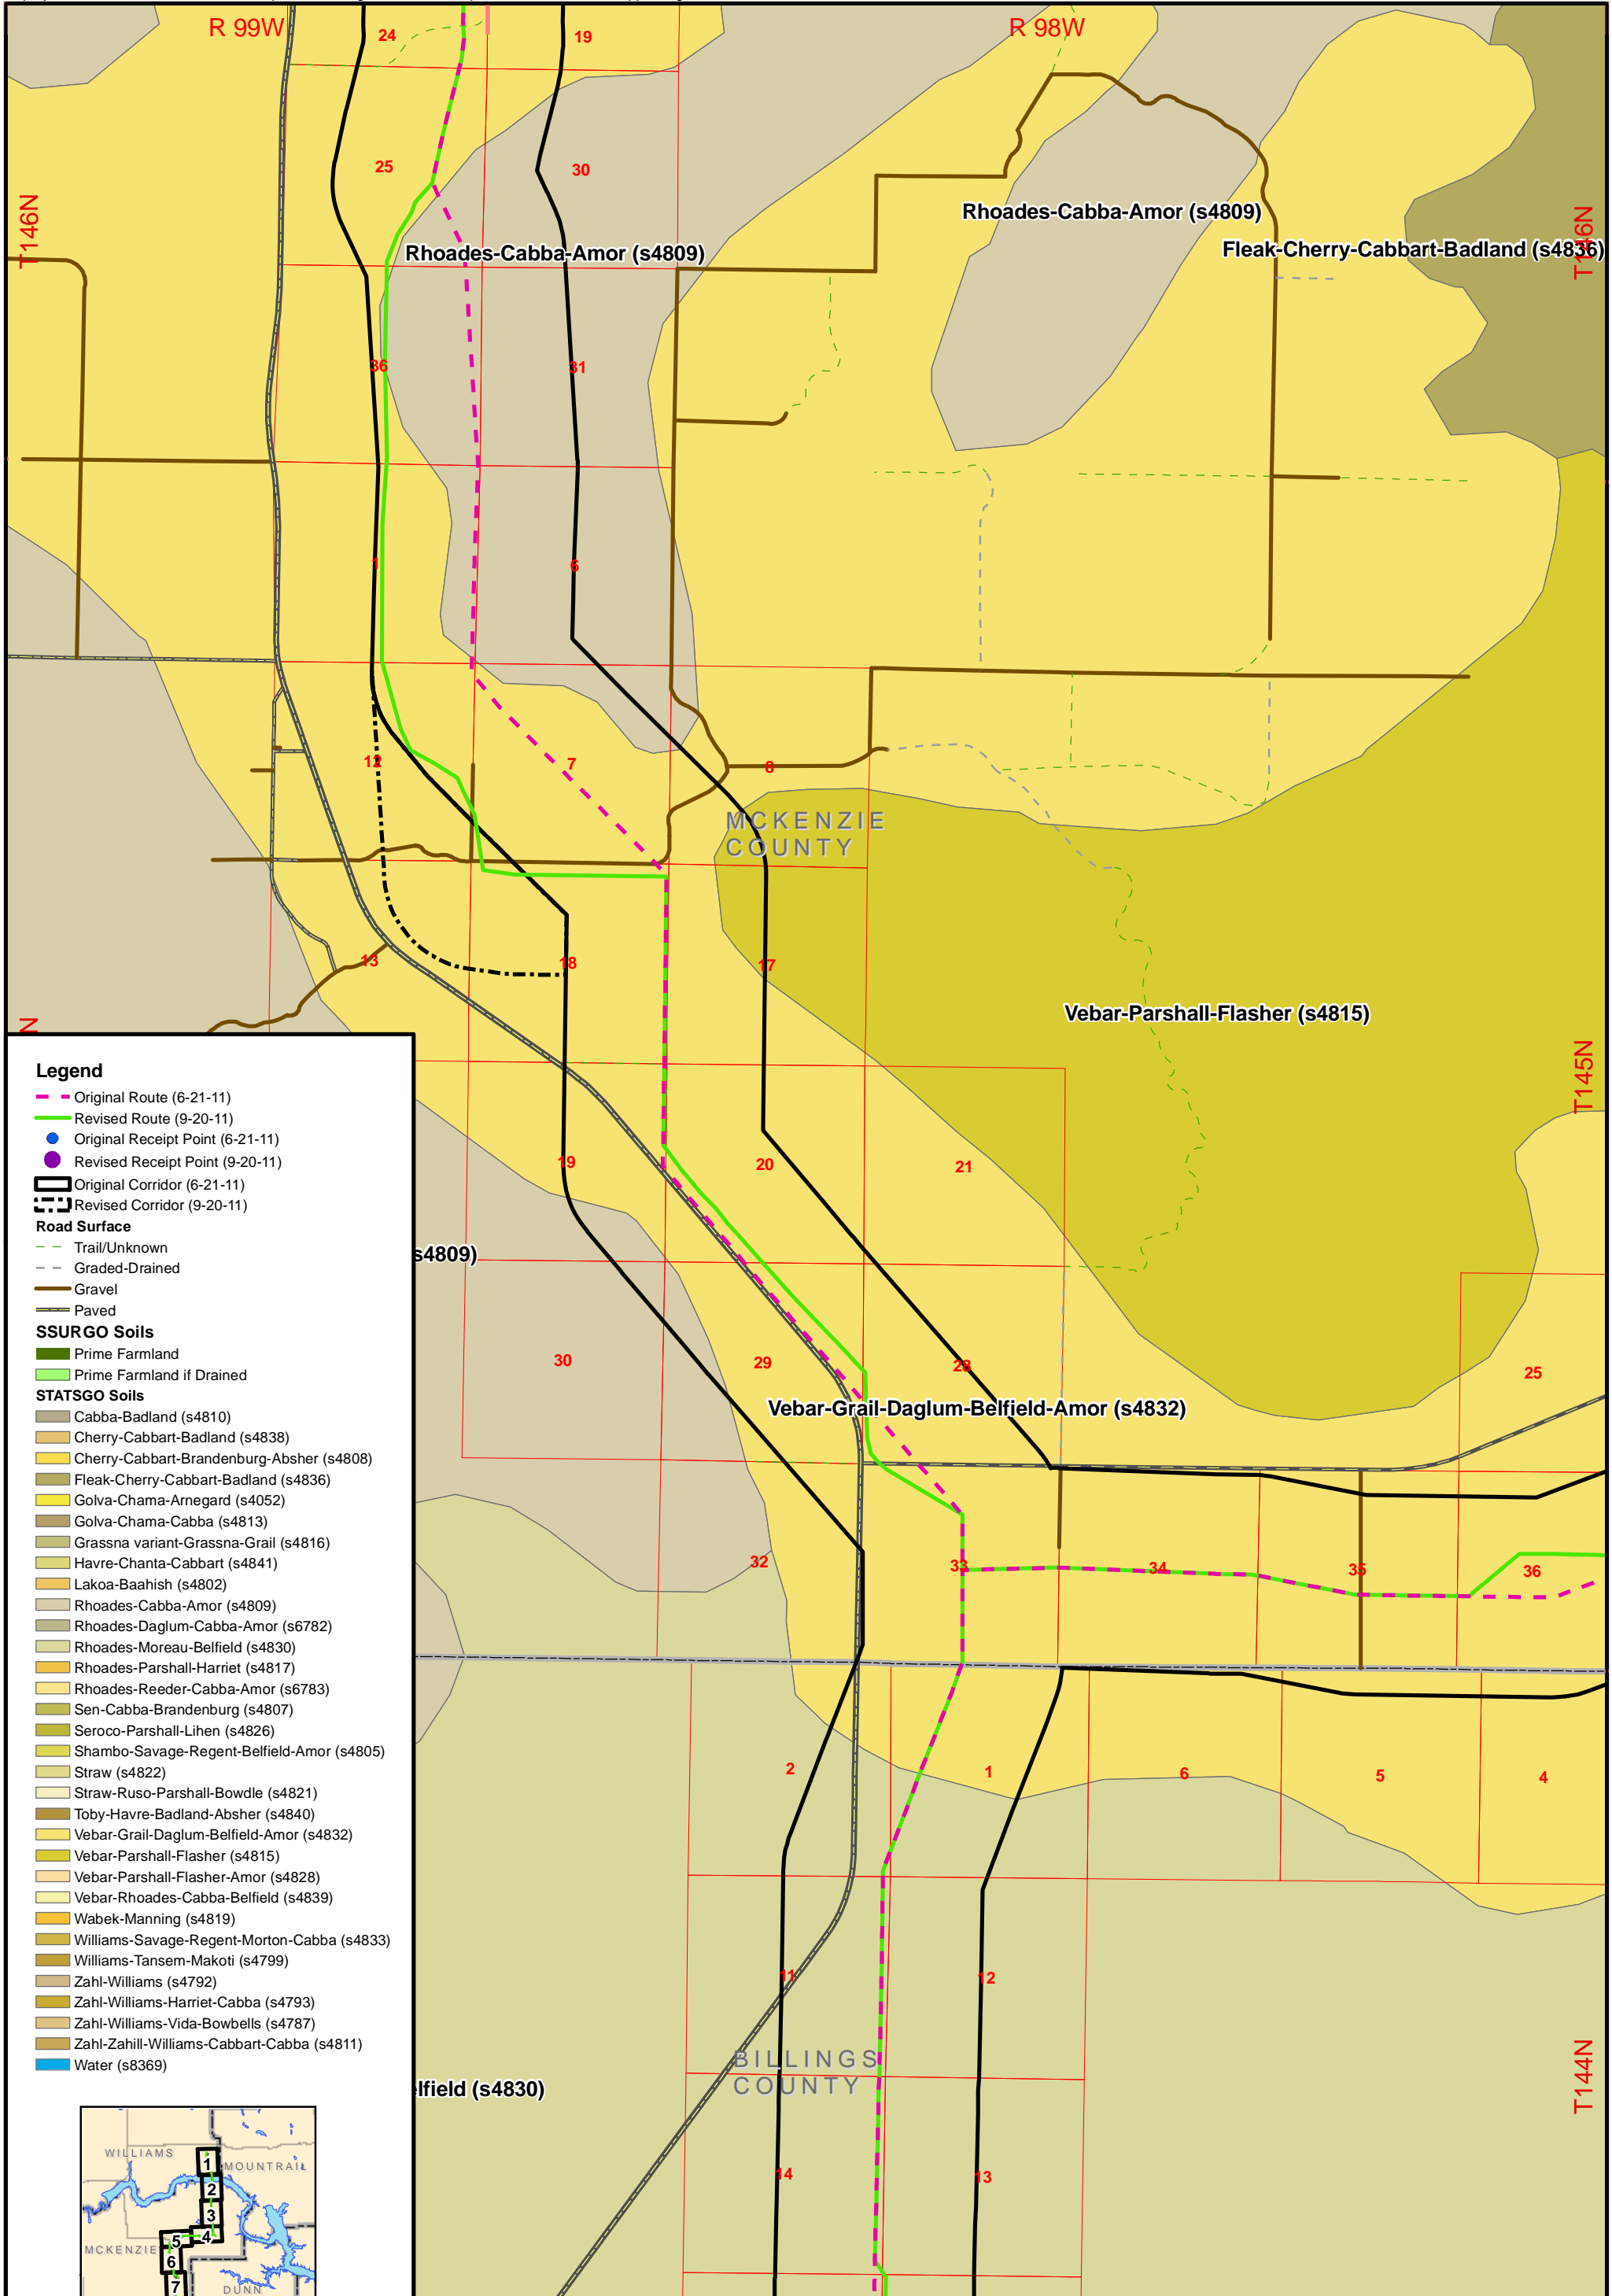 R 99W
R 98W
24
19
25
30
T146N
T146N
Rhoades-Cabba-Amor (s4809)
Rhoades-Cabba-Amor (s4809)
Fleak-Cherry-Cabbart-Badland (s4836)
36
31
1
6
12
7
8
MCKENZIE
COUNTY
13
18
17
Vebar-Parshall-Flasher (s4815)
N
T145N
19
20
21
s4809)
30
29
28
25
Vebar-Grail-Daglum-Belfield-Amor (s4832)
32
33
34
35
36
2
1
6
5
4
11
12
BILLINGS
COUNTY
elfield (s4830)
T144N
14
13
Legend
Original Route (6-21-11)
Revised Route (9-20-11)
Original Receipt Point (6-21-11)
Revised Receipt Point (9-20-11)
Original Corridor (6-21-11)
Revised Corridor (9-20-11)
Road Surface
Trail/Unknown
Graded-Drained
Gravel
Paved
SSURGO Soils
Prime Farmland
Prime Farmland if Drained
STATSGO Soils
Cabba-Badland (s4810)
Cherry-Cabbart-Badland (s4838)
Cherry-Cabbart-Brandenburg-Absher (s4808)
Fleak-Cherry-Cabbart-Badland (s4836)
Golva-Chama-Arnegard (s4052)
Golva-Chama-Cabba (s4813)
Grassna variant-Grassna-Grail (s4816)
Havre-Chanta-Cabbart (s4841)
Lakoa-Baahish (s4802)
Rhoades-Cabba-Amor (s4809)
Rhoades-Daglum-Cabba-Amor (s6782)
Rhoades-Moreau-Belfield (s4830)
Rhoades-Parshall-Harriet (s4817)
Rhoades-Reeder-Cabba-Amor (s6783)
Sen-Cabba-Brandenburg (s4807)
Seroco-Parshall-Lihen (s4826)
Shambo-Savage-Regent-Belfield-Amor (s4805)
Straw (s4822)
Straw-Ruso-Parshall-Bowdle (s4821)
Toby-Havre-Badland-Absher (s4840)
Vebar-Grail-Daglum-Belfield-Amor (s4832)
Vebar-Parshall-Flasher (s4815)
Vebar-Parshall-Flasher-Amor (s4828)
Vebar-Rhoades-Cabba-Belfield (s4839)
Wabek-Manning (s4819)
Williams-Savage-Regent-Morton-Cabba (s4833)
Williams-Tansem-Makoti (s4799)
Zahl-Williams (s4792)
Zahl-Williams-Harriet-Cabba (s4793)
Zahl-Williams-Vida-Bowbells (s4787)
Zahl-Zahill-Williams-Cabbart-Cabba (s4811)
Water (s8369)
WILLIAMS
MOUNTRAIL
1
2
3
4
5
MCKENZIE
6
7
DUNN